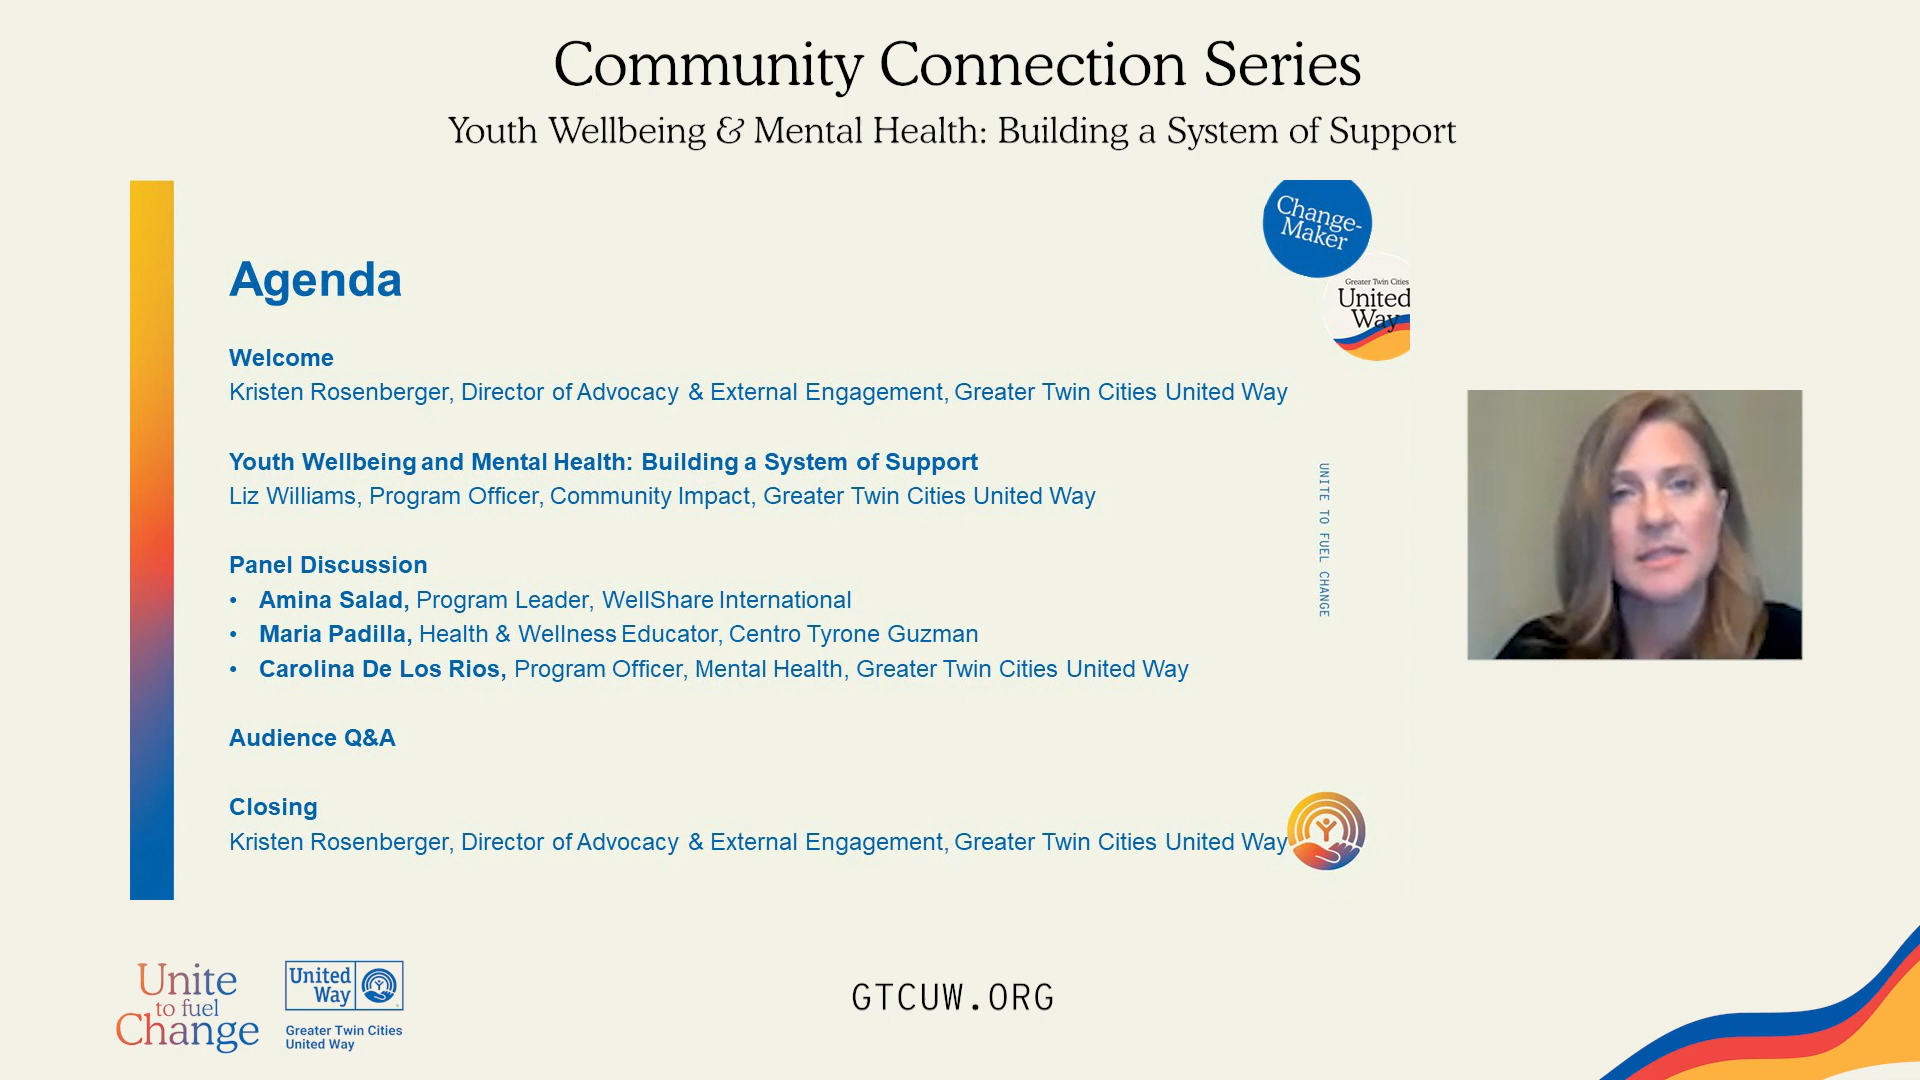 Community Connection Series
Youth Wellbeing & Mental Health: Building a System of Support
Change-
Maker
Greater Twin Cities
United
Way
Agenda
Welcome
Kristen Rosenberger, Director of Advocacy & External Engagement, Greater Twin Cities United Way
Youth Wellbeing and Mental Health: Building a System of Support
Liz Williams, Program Officer, Community Impact, Greater Twin Cities United Way
Panel Discussion
• Amina Salad, Program Leader, WellShare International
• Maria Padilla, Health & Wellness Educator, Centro Tyrone Guzman
• Carolina De Los Rios, Program Officer, Mental Health, Greater Twin Cities United Way
Audience Q&A
Closing
Kristen Rosenberger, Director of Advocacy & External Engagement, Greater Twin Cities United Way
UNITE TO FUEL CHANGE
Unite
to fuel
Change
United
Way
Greater Twin Cities
United Way
GTCUW.ORG